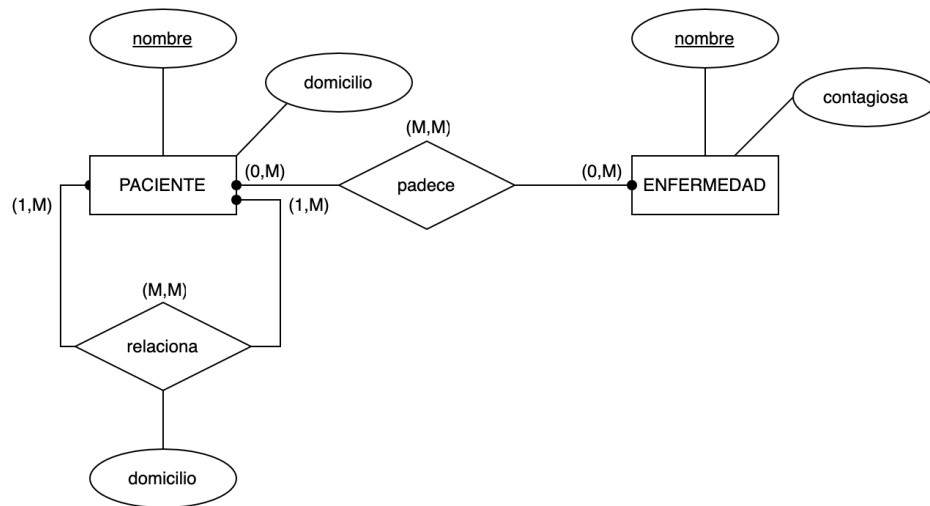 nombre
nombre
domicilio
contagiosa
(M,M)
PACIENTE
(0,M)
padece
(0,M)
ENFERMEDAD
(1,M)
(1,M)
(M,M)
relaciona
domicilio